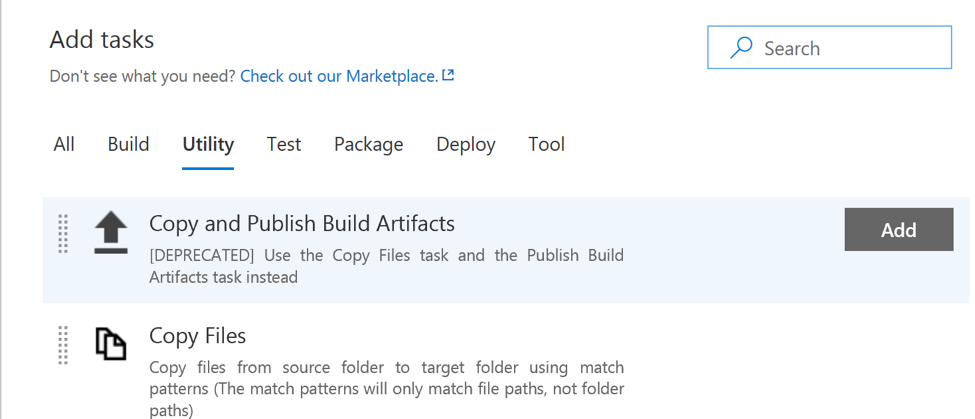 Add tasks
Search
Don't see what you need? Check out our Marketplace.
All Build Utility Test Package Deploy Tool
Copy and Publish Build Artifacts
Add
[DEPRECATED] Use the Copy Files task and the Publish Build
Artifacts task instead
Copy Files
Copy files from source folder to target folder using match
patterns (The match patterns will only match file paths, not folder
paths)